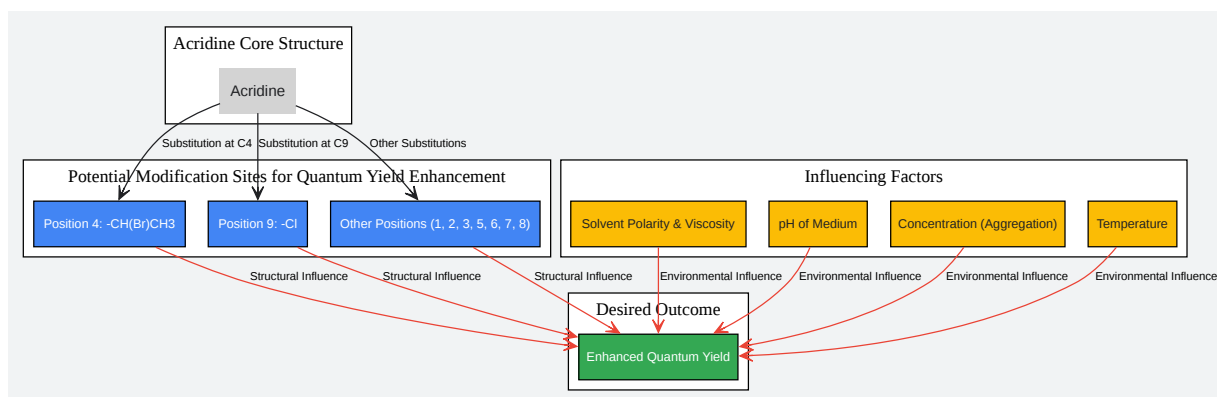 Acridine Core Structure
Acridine
Substitution at C4
Substitution at C9
Other Substitutions
Potential Modification Sites for Quantum Yield Enhancement
Influencing Factors
Position 4: -CH(Br)CH3
Position 9: -Cl
Other Positions (1, 2, 3, 5, 6, 7, 8)
Solvent Polarity & Viscosity
pH of Medium
Concentration (Aggregation)
Temperature
Structural Influence
Structural Influence
Structural Influence
Environmental Influence
Environmental Influence
Environmental Influence
Environmental Influence
Desired Outcome
Enhanced Quantum Yield